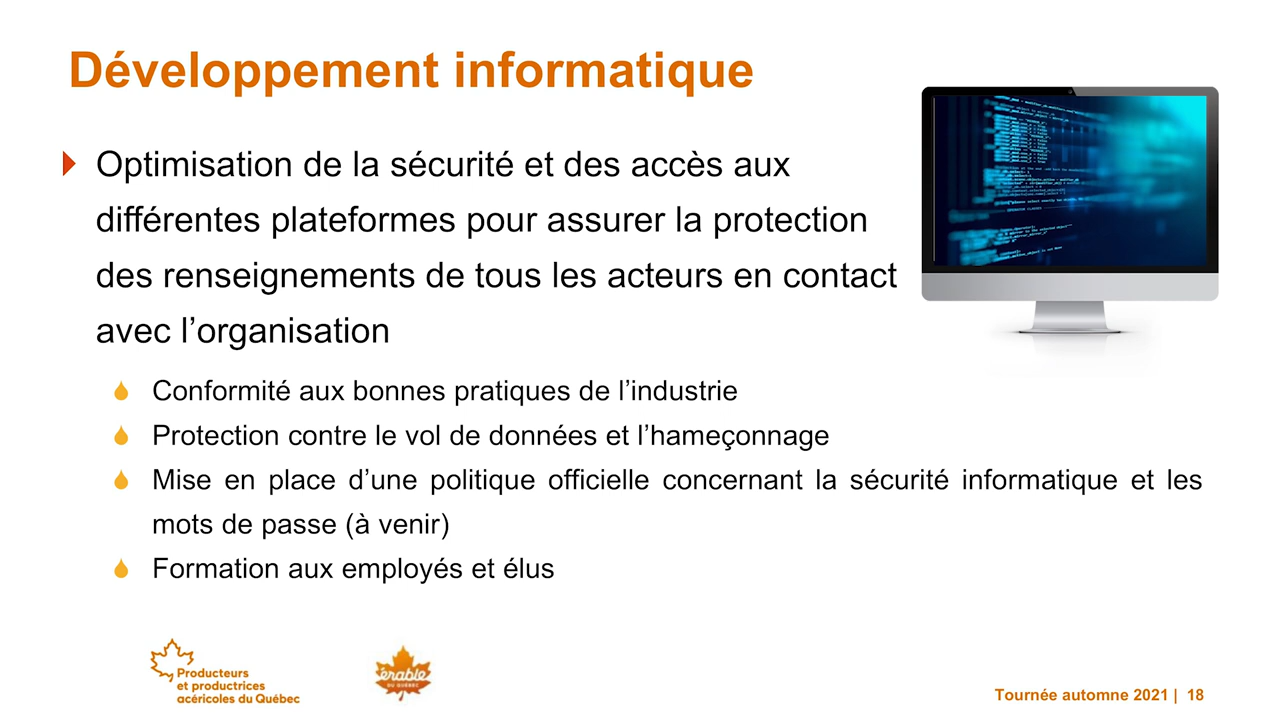 Développement informatique
Optimisation de la sécurité et des accès aux
différentes plateformes pour assurer la protection
des renseignements de tous les acteurs en contact
avec l’organisation
Conformité aux bonnes pratiques de l’industrie
Protection contre le vol de données et l’hameçonnage
Mise en place d’une politique officielle concernant la sécurité informatique et les
mots de passe (à venir)
Formation aux employés et élus
Producteurs
et productrices
acéricoles du Québec
érable
DU QUÉBEC
Tournée automne 2021 | 18